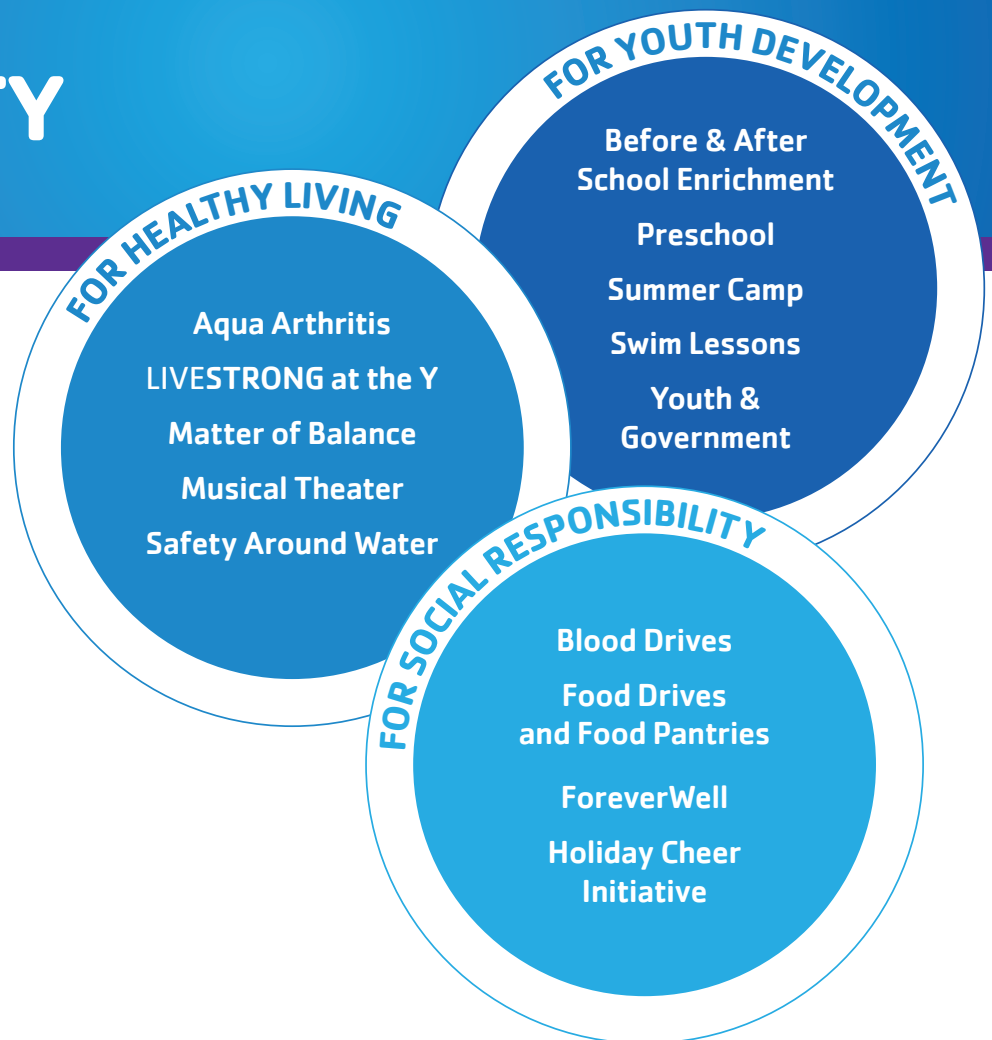 TY
FOR YOUTH DEVELOPMENT
Before & After
School Enrichment
Preschool
Summer Camp
Swim Lessons
Youth &
Government
FOR HEALTHY LIVING
Aqua Arthritis
LIVESTRONG at the Y
Matter of Balance
Musical Theater
Safety Around Water
FOR SOCIAL RESPONSIBILITY
Blood Drives
Food Drives
and Food Pantries
ForeverWell
Holiday Cheer
Initiative